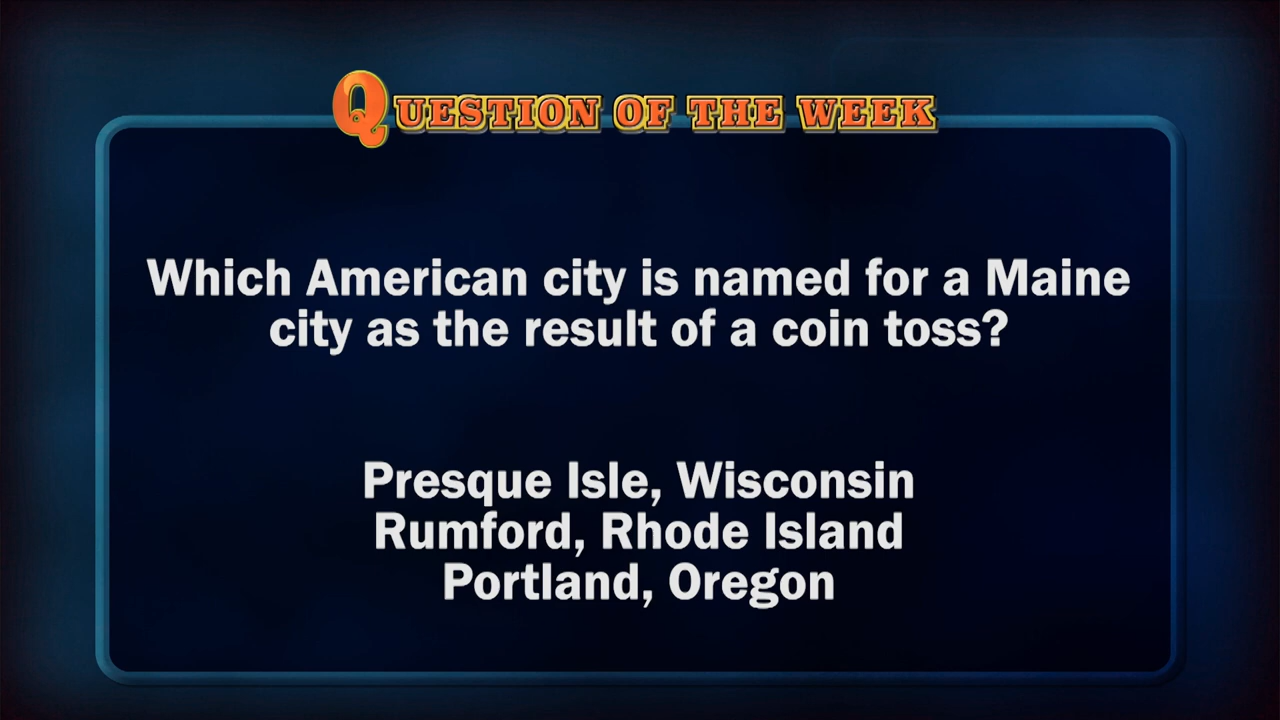 QUESTION OF THE WEEK
Which American city is named for a Maine
city as the result of a coin toss?
Presque Isle, Wisconsin
Rumford, Rhode Island
Portland, Oregon